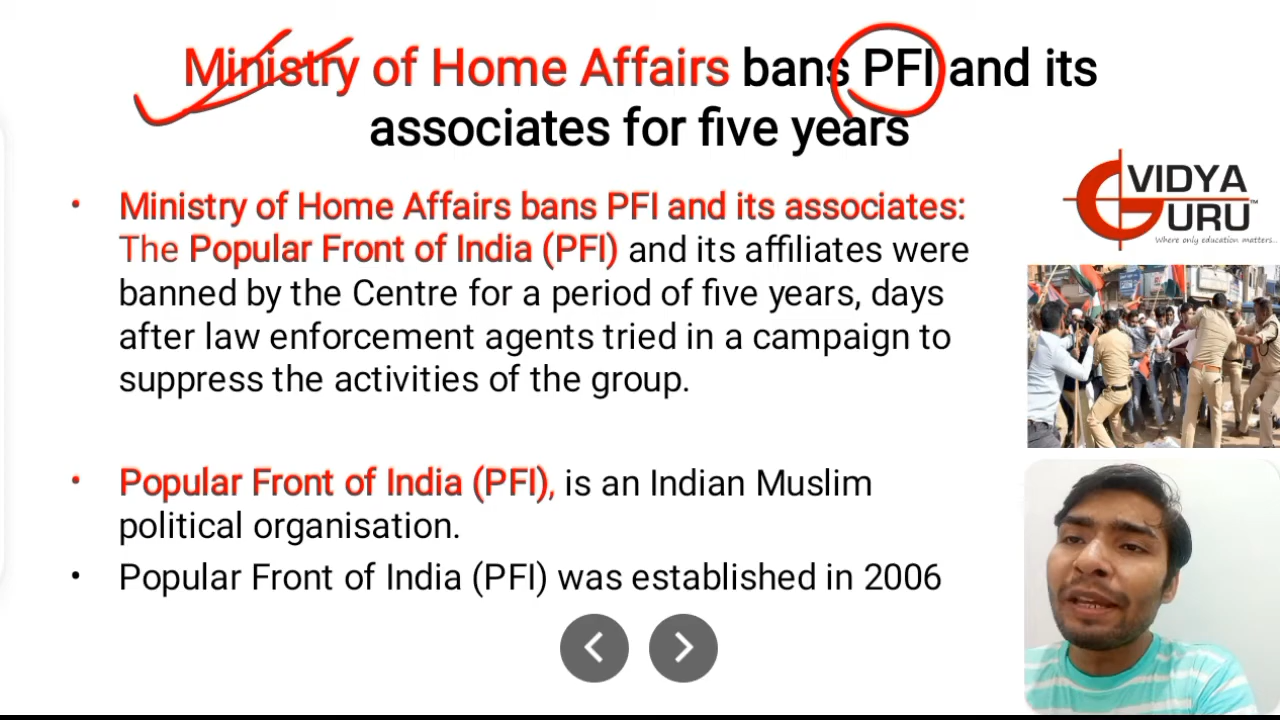 Ministry of Home Affairs bans PFI and its
associates for five years
• Ministry of Home Affairs bans PFI and its associates:
The Popular Front of India (PFI) and its affiliates were
banned by the Centre for a period of five years, days
after law enforcement agents tried in a campaign to
suppress the activities of the group.
• Popular Front of India (PFI), is an Indian Muslim
political organisation.
• Popular Front of India (PFI) was established in 2006
VIDYA
GURU™
Where only education matters...